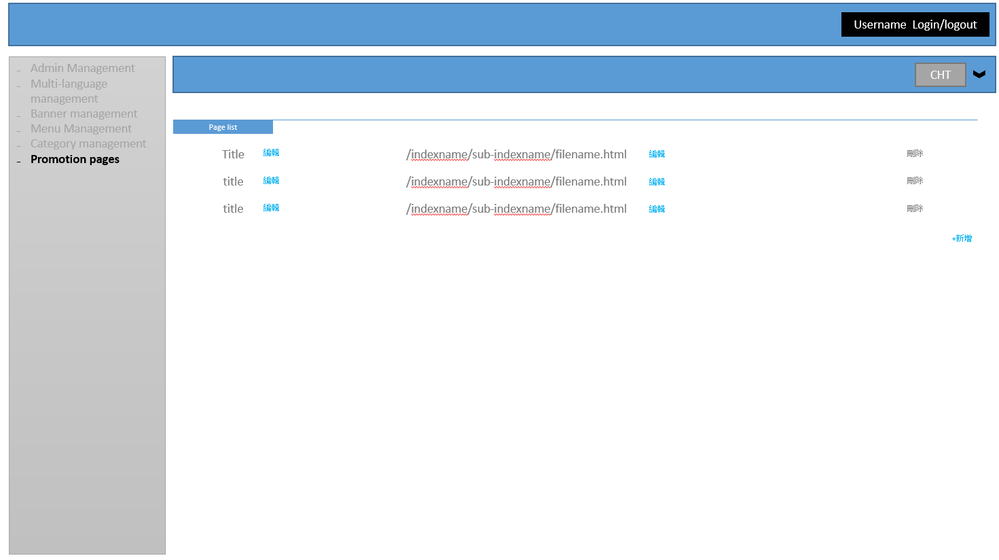 Username  Login/logout
Admin Management
Multi-language
management
Banner management
Menu Management
Category management
Promotion pages
CHT
Page list
Title 編輯 /indexname/sub-indexname/filename.html 編輯 刪除
title 編輯 /indexname/sub-indexname/filename.html 編輯 刪除
title 編輯 /indexname/sub-indexname/filename.html 編輯 刪除
+新增